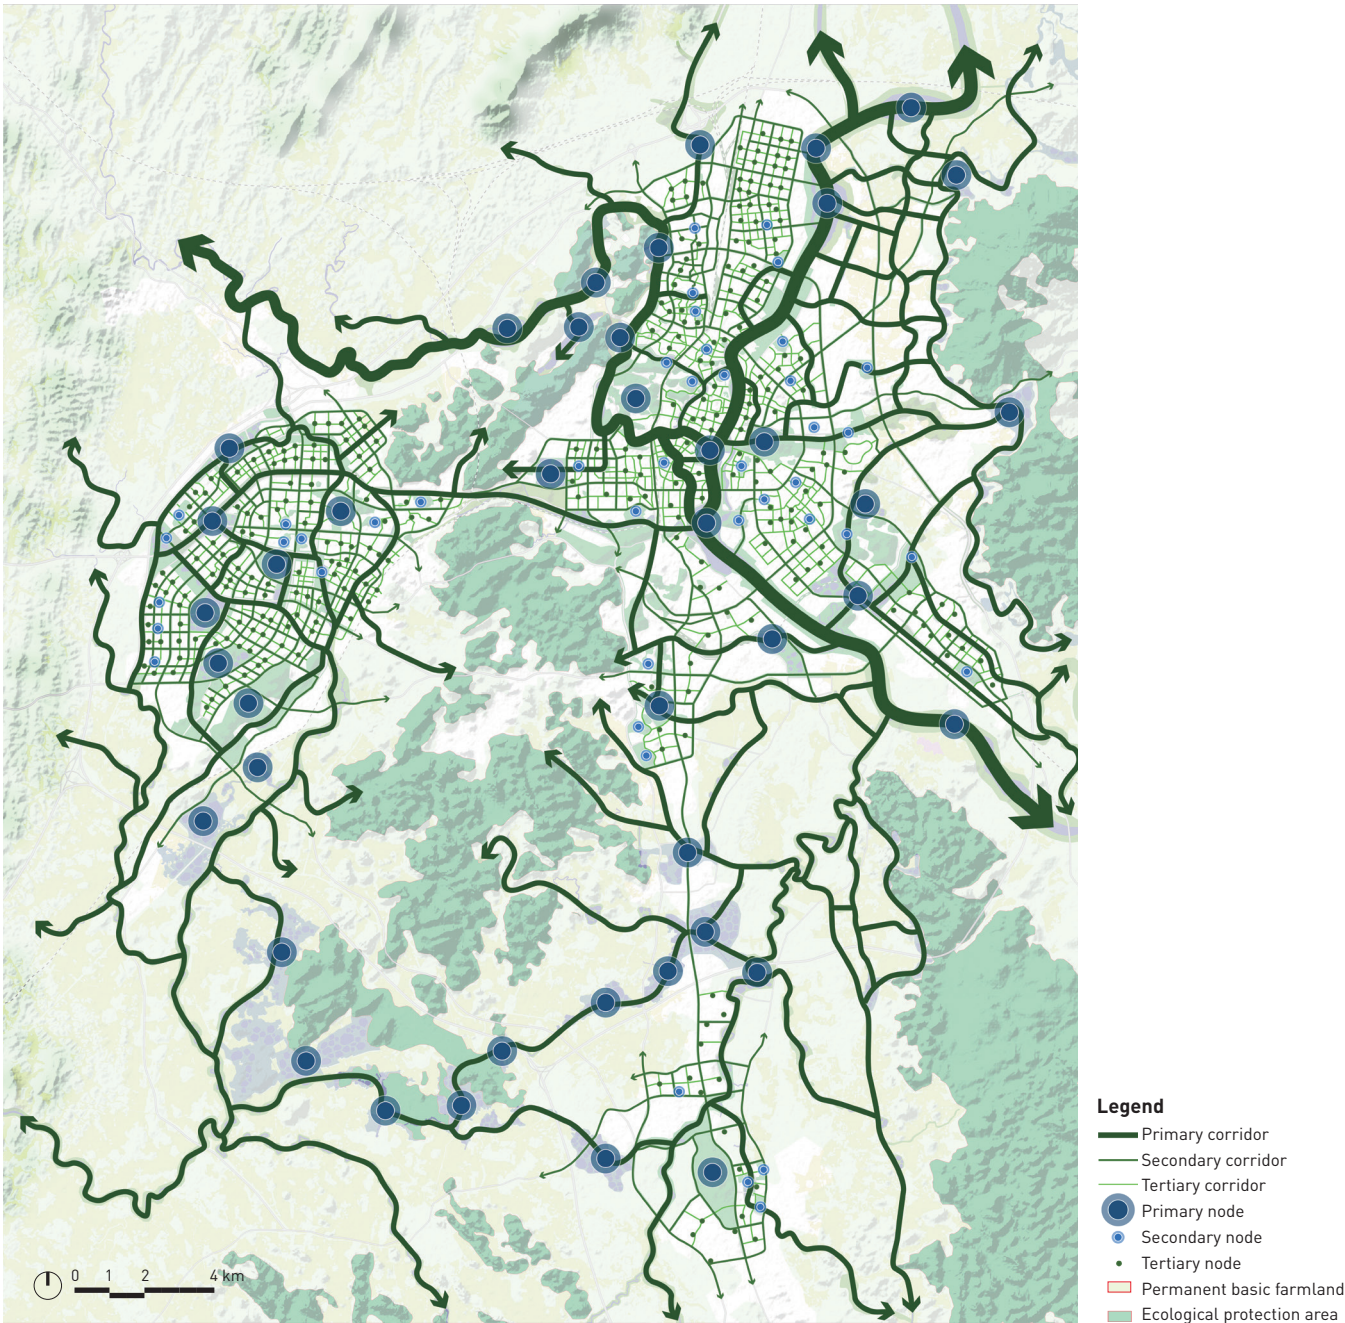 Legend
Primary corridor
Secondary corridor
Tertiary corridor
Primary node
Secondary node
Tertiary node
Permanent basic farmland
Ecological protection area
0 1 2 4 km